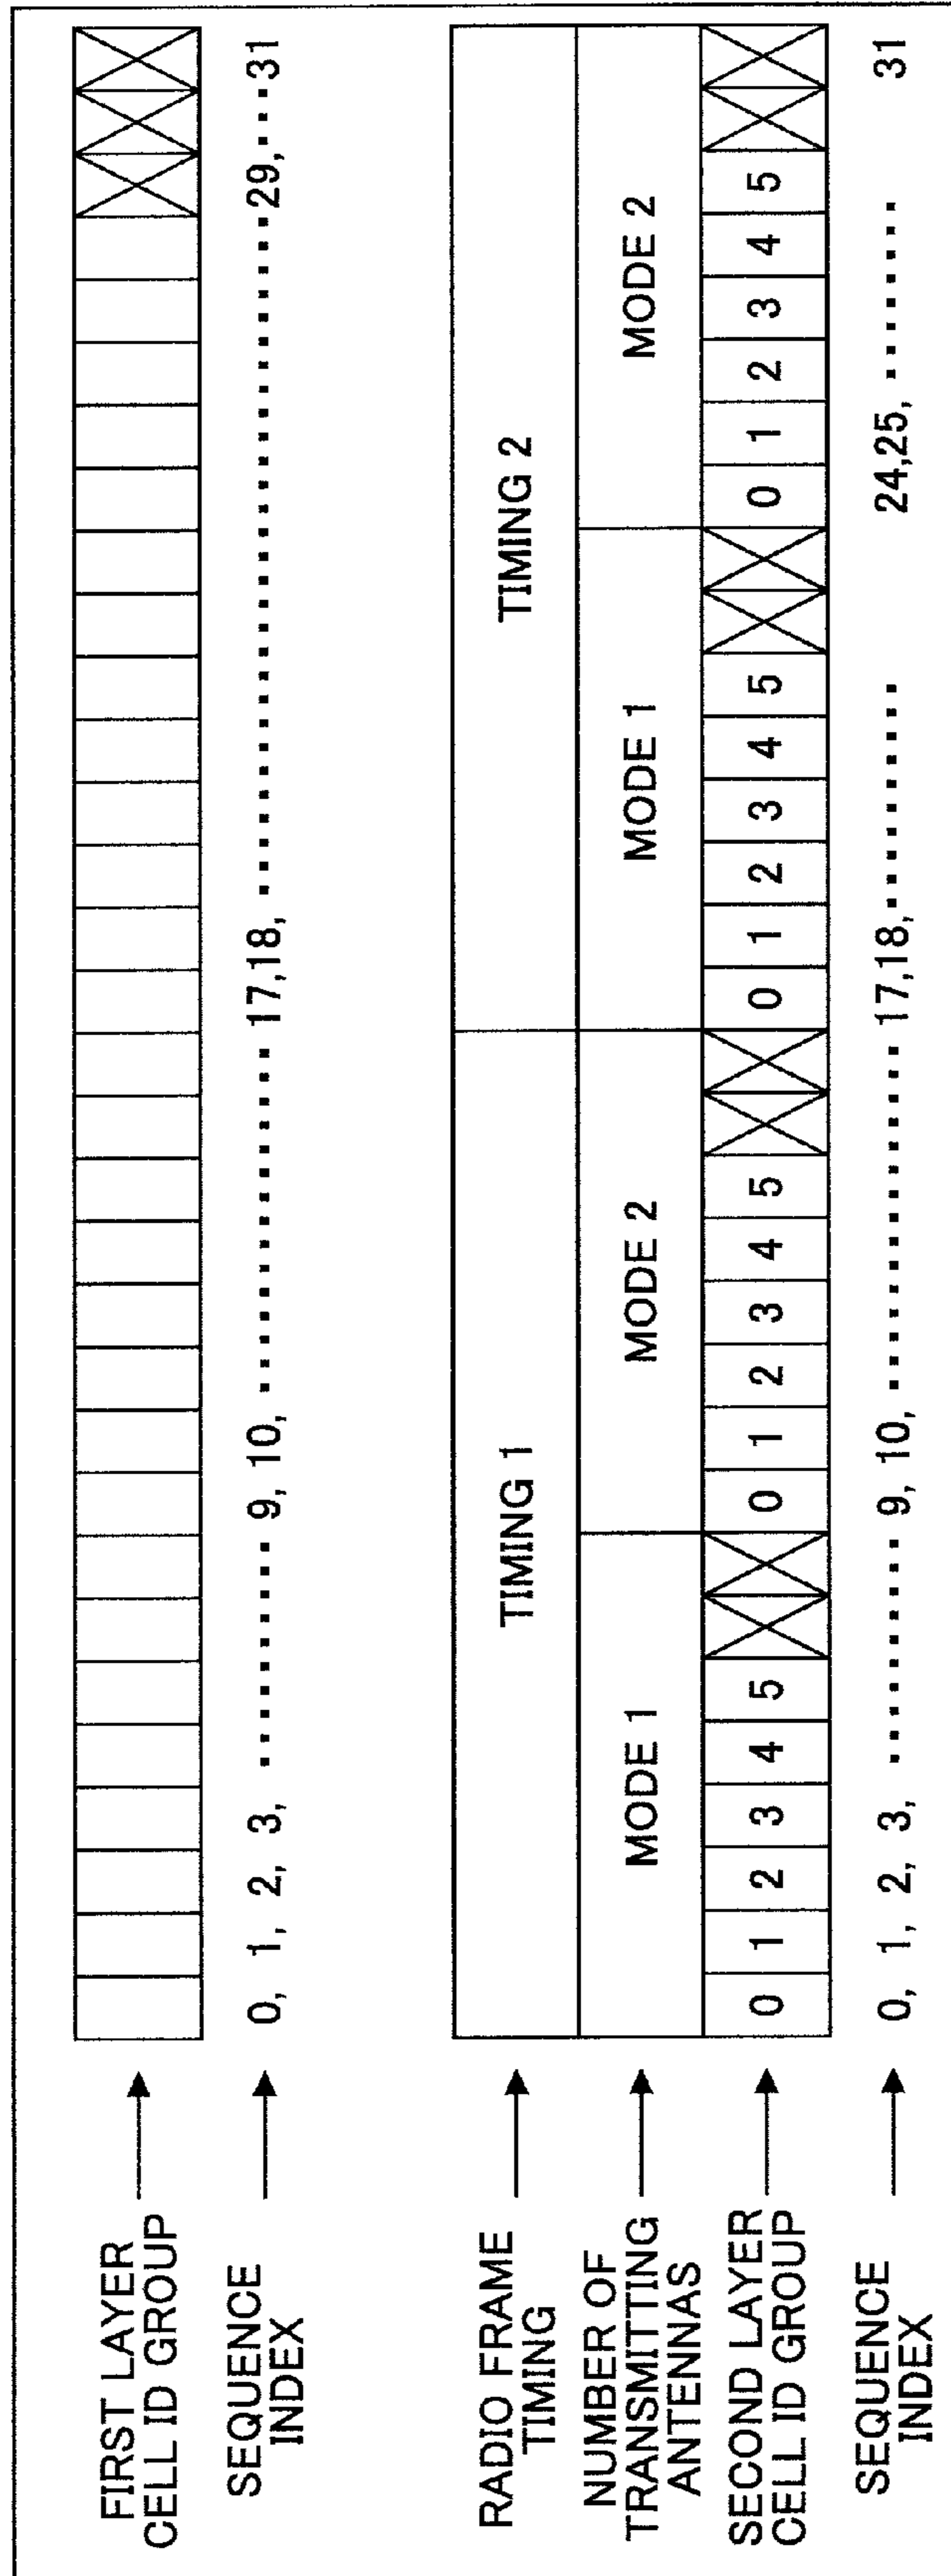 FIRST LAYER
CELL ID GROUP
SEQUENCE
INDEX
0, 1, 2, 3, ·········· 9, 10, ·············· 17,18, ·····························29,···31
RADIO FRAME
TIMING
TIMING 1
TIMING 2
NUMBER OF
TRANSMITTING
ANTENNAS
MODE 1
MODE 2
MODE 1
MODE 2
SECOND LAYER
CELL ID GROUP
0 1 2 3 4 5 0 1 2 3 4 5 0 1 2 3 4 5 0 1 2 3 4 5
SEQUENCE
INDEX
0, 1, 2, 3, ·········· 9, 10, ·············· 17,18,·········· 24,25, ········ 31